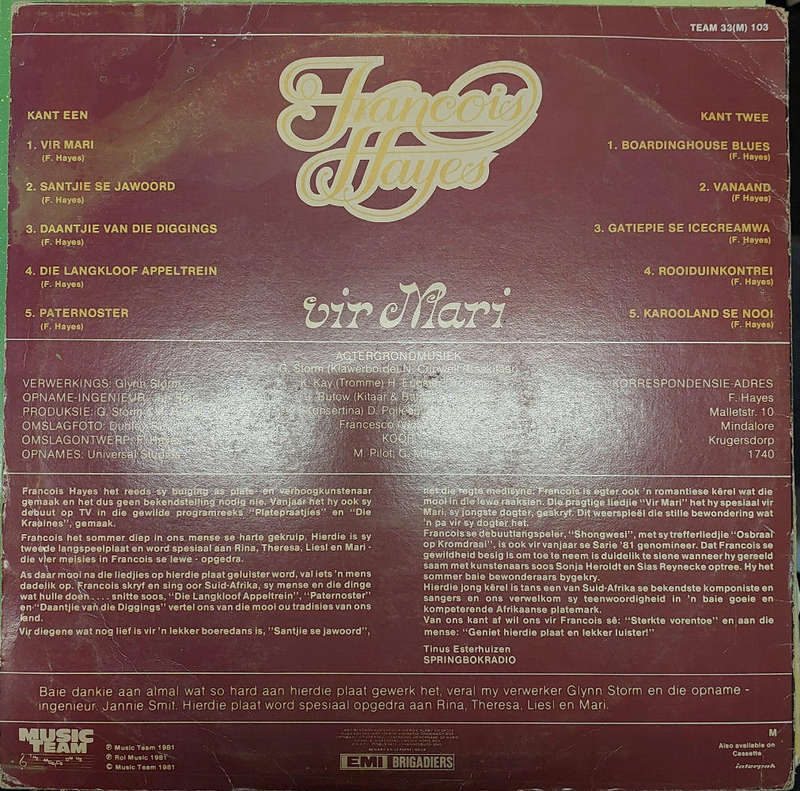 TEAM 33(M) 103
Francois
Hayes
KANT EEN
1. VIR MARI
(F. Hayes)
2. SANTJIE SE JAWOORD
(F. Hayes)
3. DAANTJIE VAN DIE DIGGINGS
(F. Hayes)
4. DIE LANGKLOOF APPELTREIN
(F. Hayes)
5. PATERNOSTER
(F. Hayes)
KANT TWEE
1. BOARDINGHOUSE BLUES
(F. Hayes)
2. VANAAND
(F Hayes)
3. GATIEPIE SE ICECREAMWA
(F. Hayes)
4. ROOIDUINKONTREI
(F. Hayes)
5. KAROOLAND SE NOOI
(F. Hayes)
vir Mari
VERWERKINGS: Glynn Storm
OPNAME-INGENIEUR:
PRODUKSIE: G. Storm
OMSLAGFOTO:
OMSLAGONTWERP: F. Hayes
OPNAMES: Universal Studios
AGTERGRONDMUSIEK
G. Storm (Klawerborde) N.
K. Kay (Tromme) H.
Butow (Kitaar &
(Konsertina) D.
Francesco
KOOR
M. Pilot, G.
KORRESPONDENSIE-ADRES
F. Hayes
Malletstr. 10
Mindalore
Krugersdorp
1740
Francois Hayes het reeds sy buiging as plate- en verhoogkunstenaar
gemaak en het dus geen bekendstelling nodig nie. Vanjaar het hy ook sy
debuut op TV in die gewilde programreeks "Platepraatjies" en "Die
Kraaines", gemaak.
Francois het sommer diep in ons mense se harte gekruip. Hierdie is sy
tweede langspeelplaat en word spesiaal aan Rina, Theresa, Liesl en Mari -
die vier meisies in Francois se lewe - opgedra.
As daar mooi na die liedjies op hierdie plaat geluister word, val iets 'n mens
dadelik op. Francois skryf en sing oor Suid-Afrika, sy mense en die dinge
wat hulle doen.... snitte soos, "Die Langkloof Appeltrein", "Paternoster"
en "Daantjie van die Diggings" vertel ons van die mooi ou tradisies van ons
land.
Vir diegene wat nog lief is vir 'n lekker boeredans is, "Santjie se jawoord",
net die regte medisyne. Francois is egter ook 'n romantiese kêrel wat die
mooi in die lewe raaksien. Die pragtige liedjie "Vir Mari" het hy spesiaal vir
Mari, sy jongste dogter, geskryf. Dit weerspieël die stille bewondering wat
'n pa vir sy dogter het.
Francois se debuutlangspeler, "Shongwesi", met sy trefferliedjie "Osbraai
op Kromdraai", is ook vir vanjaar se Sarie '81 genomineer. Dat Francois se
gewildheid besig is om toe te neem is duidelik te siene wanneer hy gereeld
saam met kunstenaars soos Sonja Heroldt en Sias Reynecke optree. Hy het
sommer baie bewonderaars bygekry.
Hierdie jong kêrel is tans een van Suid-Afrika se bekendste komponiste en
sangers en ons verwelkom sy teenwoordigheid in 'n baie goeie en
kompeterende Afrikaanse platemark.
Van ons kant af wil ons vir Francois sê: "Sterkte vorentoe" en aan die
mense: "Geniet hierdie plaat en lekker luister!"
Tinus Esterhuizen
SPRINGBOKRADIO
Baie dankie aan almal wat so hard aan hierdie plaat gewerk het, veral my verwerker Glynn Storm en die opname -
ingenieur. Jannie Smit. Hierdie plaat word spesiaal opgedra aan Rina, Theresa, Liesl en Mari.
MUSIC
TEAM
℗ Music Team 1981
℗ Roi Music 1981
© Music Team 1981
EMI BRIGADIERS
M
Also available on
Cassette
interpak